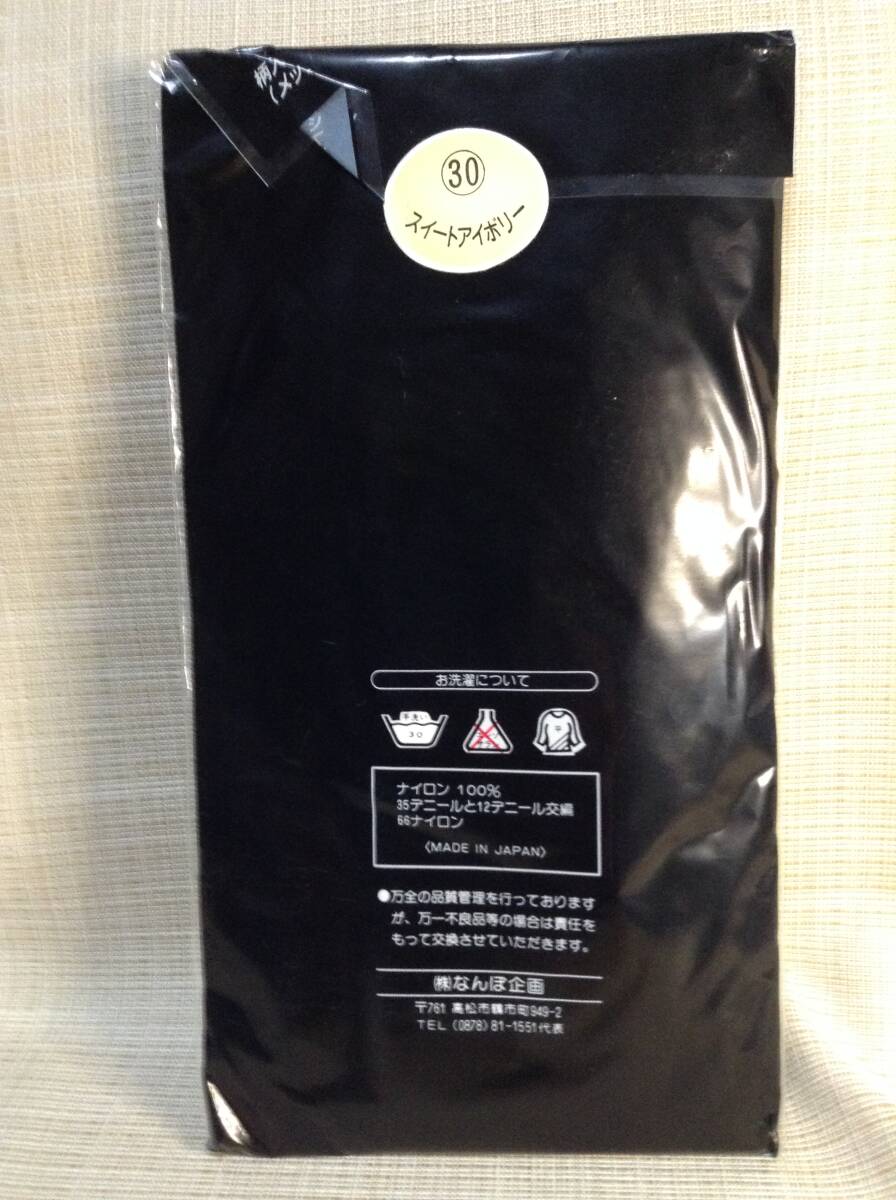 柄
(メッ
㉚
スイートアイボリー
お洗濯について
手洗い
30
ナイロン 100%
35デニールと12デニール交編
66ナイロン
〈MADE IN JAPAN〉
●万全の品質管理を行っております
が、万一不良品等の場合は責任を
もって交換させていただきます。
㈱なんぽ企画
〒761 高松市鶴市町949-2
TEL (0878) 81-1551代表